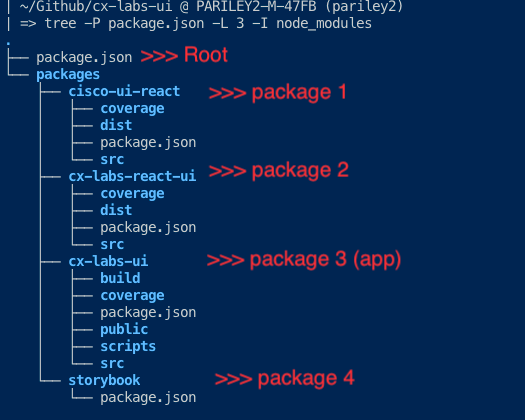 | ~/Github/cx-labs-ui @ PARILEY2-M-47FB (pariley2)
| => tree -P package.json -L 3 -I node_modules
.
├── package.json >>> Root
└── packages
    ├── cisco-ui-react >>> package 1
    │   ├── coverage
    │   ├── dist
    │   ├── package.json
    │   └── src
    ├── cx-labs-react-ui >>> package 2
    │   ├── coverage
    │   ├── dist
    │   ├── package.json
    │   └── src
    ├── cx-labs-ui >>> package 3 (app)
    │   ├── build
    │   ├── coverage
    │   ├── package.json
    │   ├── public
    │   ├── scripts
    │   └── src
    └── storybook >>> package 4
        └── package.json